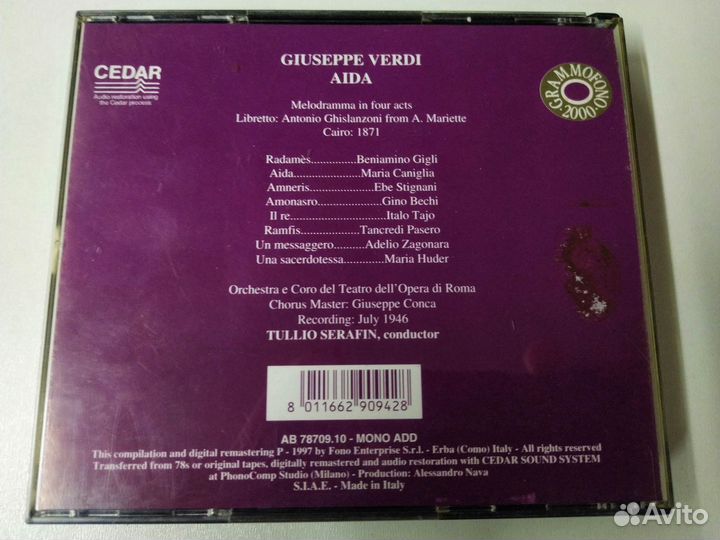 CEDAR
Audio restoration using
the Cedar process
GIUSEPPE VERDI
AIDA
GRAMMOFONO 2000
Melodramma in four acts
Libretto: Antonio Ghislanzoni from A. Mariette
Cairo: 1871
Radamès...............Beniamino Gigli
Aida......................Maria Caniglia
Amneris.....................Ebe Stignani
Amonasro.......................Gino Bechi
Il re................................Italo Tajo
Ramfis...................Tancredi Pasero
Un messaggero..........Adelio Zagonara
Una sacerdotessa.............Maria Huder
Orchestra e Coro del Teatro dell'Opera di Roma
Chorus Master: Giuseppe Conca
Recording: July 1946
TULLIO SERAFIN, conductor
8 011662 909428
AB 78709.10 - MONO ADD
This compilation and digital remastering P - 1997 by Fono Enterprise S.r.l. - Erba (Como) Italy - All rights reserved
Transferred from 78s or original tapes, digitally remastered and audio restoration with CEDAR SOUND SYSTEM
at PhonoComp Studio (Milano) - Production: Alessandro Nava
S.I.A.E. - Made in Italy
Avito